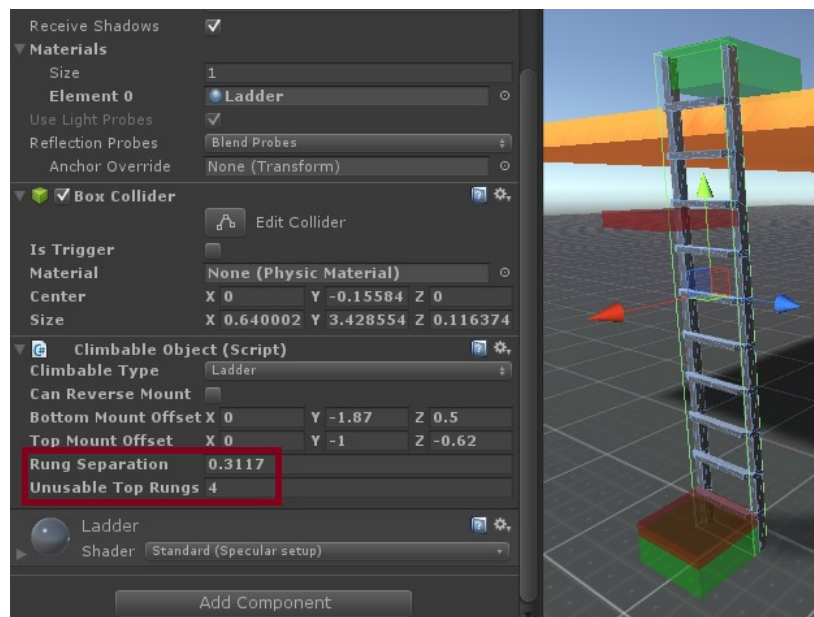 Receive Shadows
Materials
Size 1
Element 0 Ladder
Use Light Probes
Reflection Probes Blend Probes
Anchor Override None (Transform)
Box Collider
Edit Collider
Is Trigger
Material None (Physic Material)
Center X 0 Y -0.15584 Z 0
Size X 0.640002 Y 3.428554 Z 0.116374
Climbable Object (Script)
Climbable Type Ladder
Can Reverse Mount
Bottom Mount Offset X 0 Y -1.87 Z 0.5
Top Mount Offset X 0 Y -1 Z -0.62
Rung Separation 0.3117
Unusable Top Rungs 4
Ladder
Shader Standard (Specular setup)
Add Component